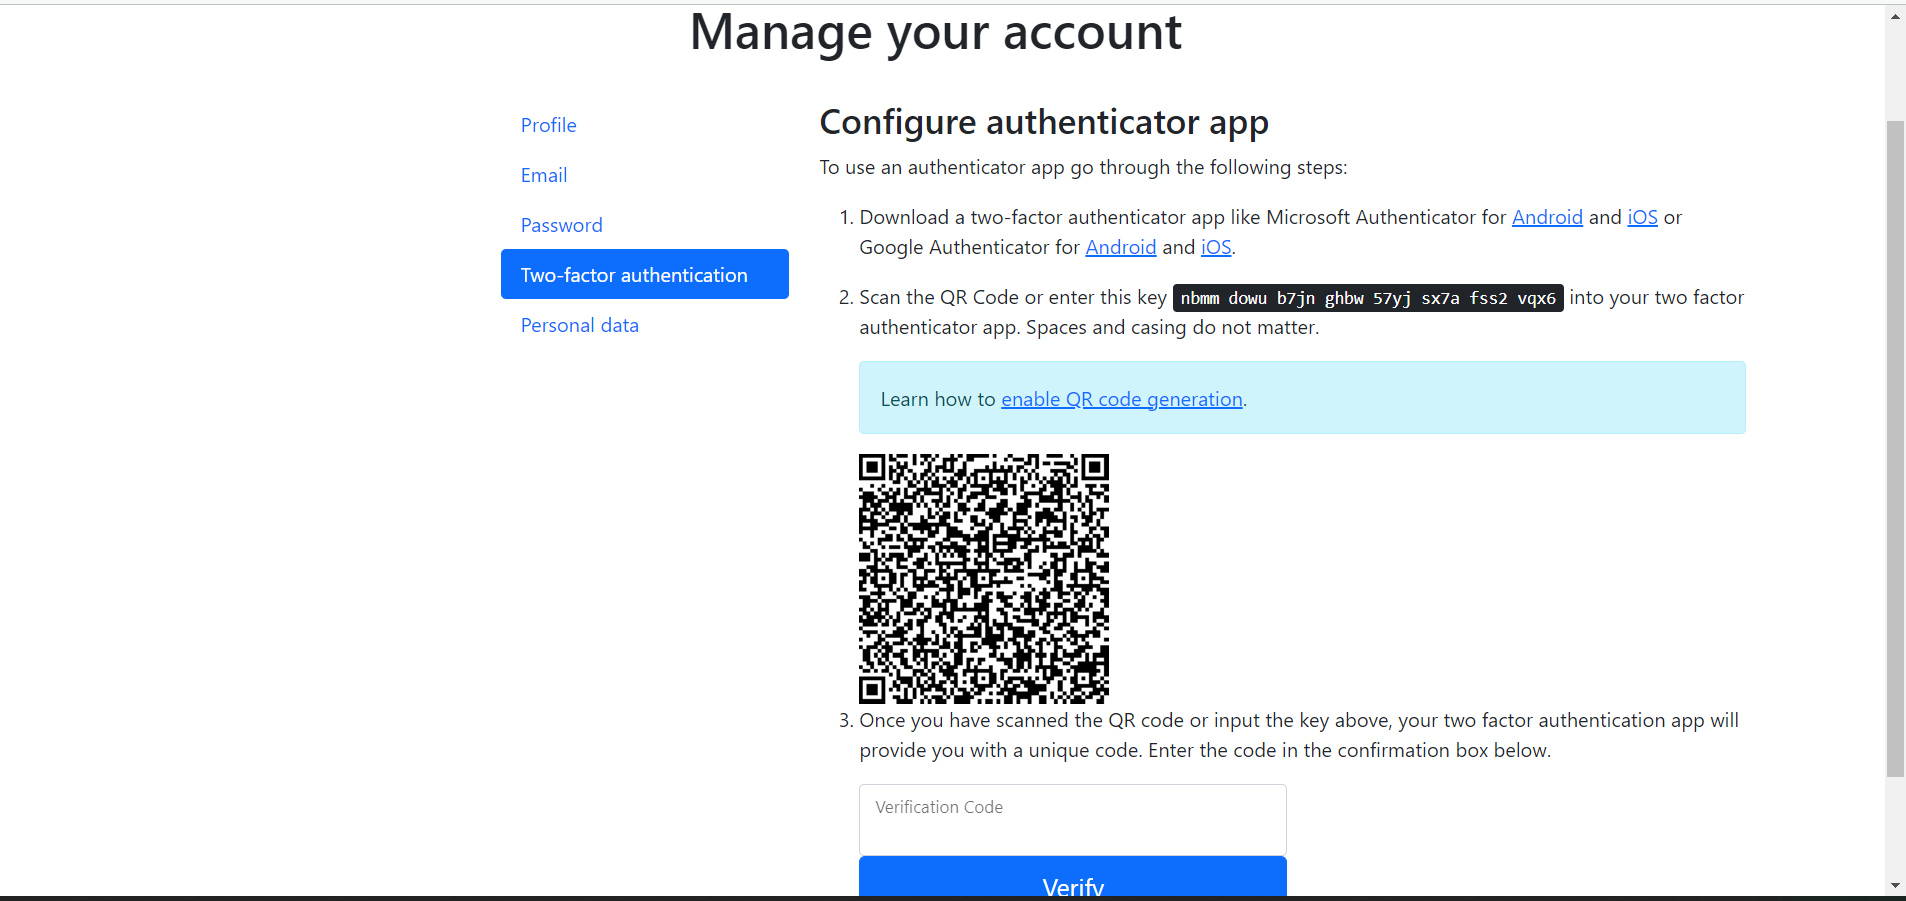 Manage your account
Profile
Email
Password
Two-factor authentication
Personal data
Configure authenticator app
To use an authenticator app go through the following steps:
1. Download a two-factor authenticator app like Microsoft Authenticator for Android and iOS or
Google Authenticator for Android and iOS.
2. Scan the QR Code or enter this key nbmm dowu b7jn ghbw 57yj sx7a fss2 vqx6 into your two factor
authenticator app. Spaces and casing do not matter.
Learn how to enable QR code generation.
3. Once you have scanned the QR code or input the key above, your two factor authentication app will
provide you with a unique code. Enter the code in the confirmation box below.
Verification Code
Verify